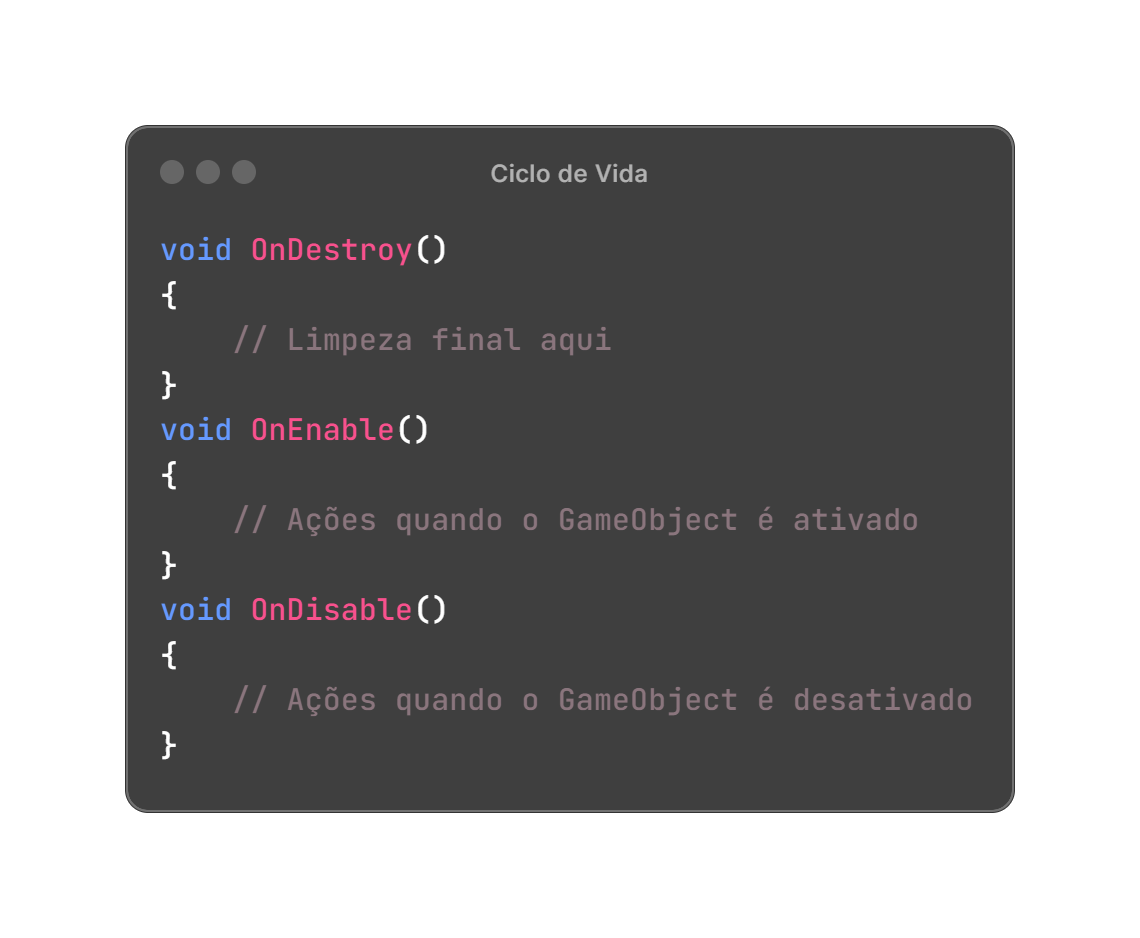 Ciclo de Vida
void OnDestroy()
{
    // Limpeza final aqui
}
void OnEnable()
{
    // Ações quando o GameObject é ativado
}
void OnDisable()
{
    // Ações quando o GameObject é desativado
}